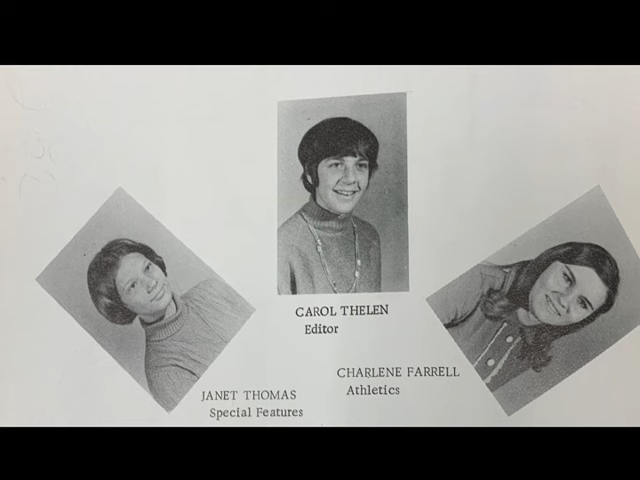 CAROL THELEN
Editor
JANET THOMAS
Special Features
CHARLENE FARRELL
Athletics